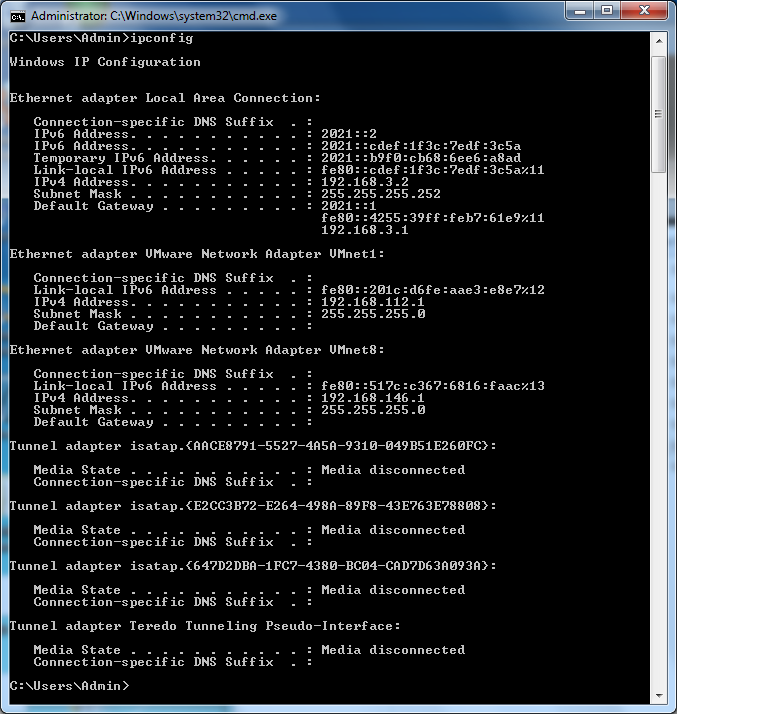 Administrator: C:\Windows\system32\cmd.exe
C:\Users\Admin>ipconfig
Windows IP Configuration
Ethernet adapter Local Area Connection:
   Connection-specific DNS Suffix  . :
   IPv6 Address. . . . . . . . . . . : 2021::2
   IPv6 Address. . . . . . . . . . . : 2021::cdef:1f3c:7edf:3c5a
   Temporary IPv6 Address. . . . . . : 2021::b9f0:cb68:6ee6:a8ad
   Link-local IPv6 Address . . . . . : fe80::cdef:1f3c:7edf:3c5a%11
   IPv4 Address. . . . . . . . . . . : 192.168.3.2
   Subnet Mask . . . . . . . . . . . : 255.255.255.252
   Default Gateway . . . . . . . . . : 2021::1
                                       fe80::4255:39ff:feb7:61e9%11
                                       192.168.3.1
Ethernet adapter VMware Network Adapter VMnet1:
   Connection-specific DNS Suffix  . :
   Link-local IPv6 Address . . . . . : fe80::201c:d6fe:aae3:e8e7%12
   IPv4 Address. . . . . . . . . . . : 192.168.112.1
   Subnet Mask . . . . . . . . . . . : 255.255.255.0
   Default Gateway . . . . . . . . . :
Ethernet adapter VMware Network Adapter VMnet8:
   Connection-specific DNS Suffix  . :
   Link-local IPv6 Address . . . . . : fe80::517c:c367:6816:faac%13
   IPv4 Address. . . . . . . . . . . : 192.168.146.1
   Subnet Mask . . . . . . . . . . . : 255.255.255.0
   Default Gateway . . . . . . . . . :
Tunnel adapter isatap.{AACE8791-5527-4A5A-9310-049B51E260FC}:
   Media State . . . . . . . . . . . : Media disconnected
   Connection-specific DNS Suffix  . :
Tunnel adapter isatap.{E2CC3B72-E264-498A-89F8-43E763E78808}:
   Media State . . . . . . . . . . . : Media disconnected
   Connection-specific DNS Suffix  . :
Tunnel adapter isatap.{647D2DBA-1FC7-4380-BC04-CAD7D63A093A}:
   Media State . . . . . . . . . . . : Media disconnected
   Connection-specific DNS Suffix  . :
Tunnel adapter Teredo Tunneling Pseudo-Interface:
   Media State . . . . . . . . . . . : Media disconnected
   Connection-specific DNS Suffix  . :
C:\Users\Admin>